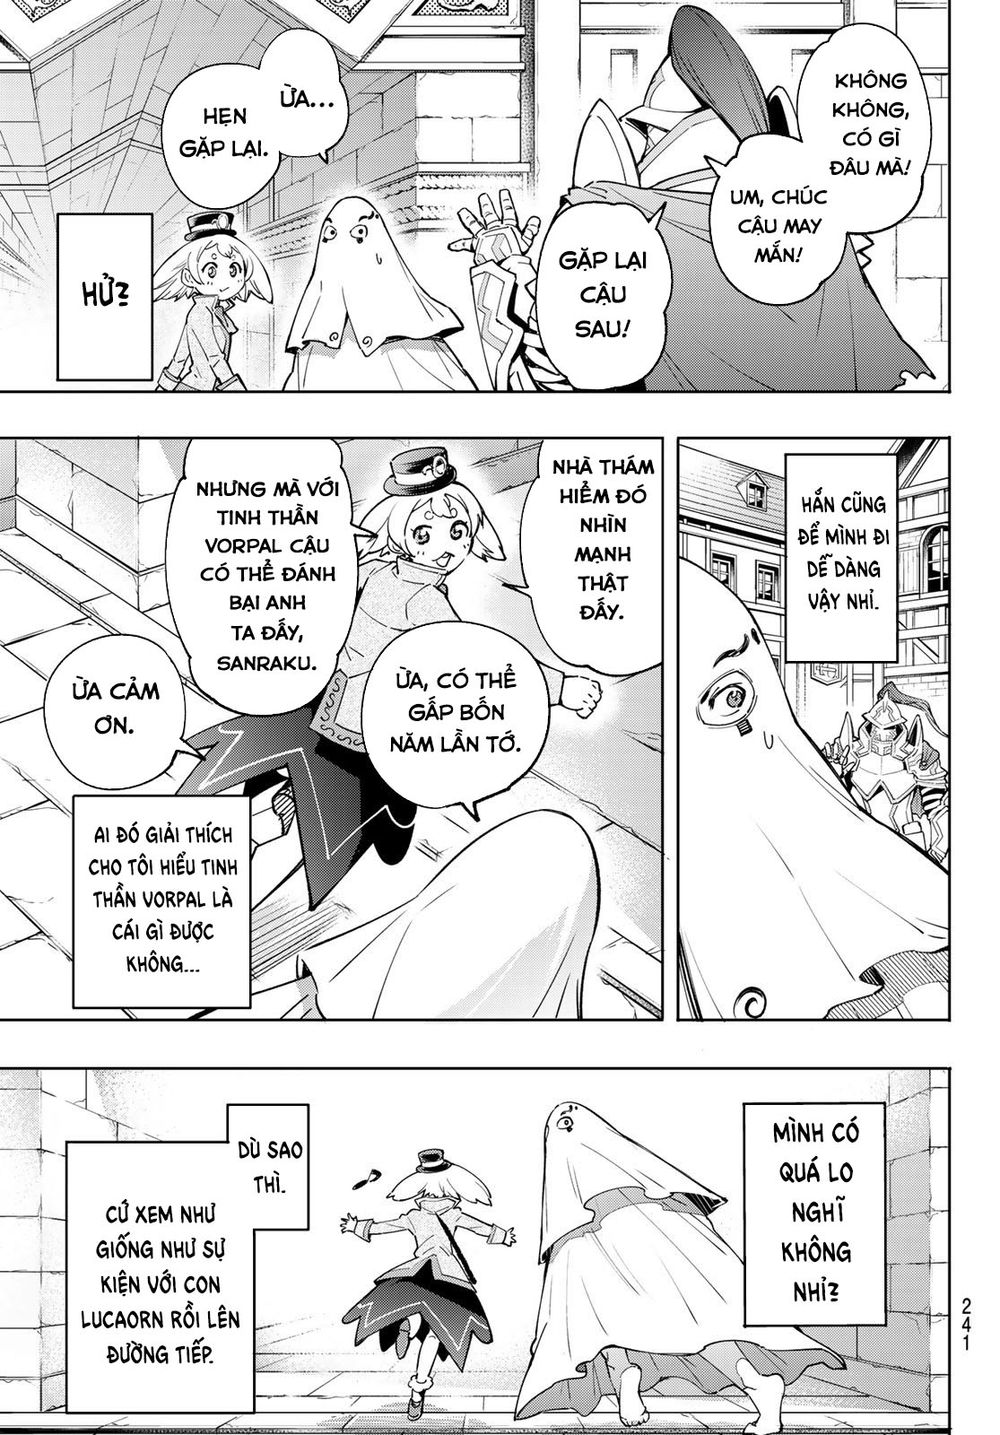 KHÔNG
KHÔNG,
CÓ GÌ
ĐÂU MÀ!
UM, CHÚC
CẬU MAY
MẮN!
GẶP LẠI
CẬU
SAU!
ỪA...
HẸN
GẶP LẠI.
HỬ?
HẮN CŨNG
ĐỂ MÌNH ĐI
DỄ DÀNG
VẬY NHỈ.
NHÀ THÁM
HIỂM ĐÓ
NHÌN
MẠNH
THẬT
ĐẤY.
NHƯNG MÀ VỚI
TINH THẦN
VORPAL CẬU
CÓ THỂ ĐÁNH
BẠI ANH
TA ĐẤY,
SANRAKU.
ỪA, CÓ THỂ
GẤP BỐN
NĂM LẦN TỚ.
ỪA CẢM
ƠN.
AI ĐÓ GIẢI THÍCH
CHO TÔI HIỂU TINH
THẦN VORPAL LÀ
CÁI GÌ ĐƯỢC
KHÔNG...
MÌNH CÓ
QUÁ LO
NGHĨ
KHÔNG
NHỈ?
DÙ SAO
THÌ.
CỨ XEM NHƯ
GIỐNG NHƯ SỰ
KIỆN VỚI CON
LUCAORN RỒI LÊN
ĐƯỜNG TIẾP.
241